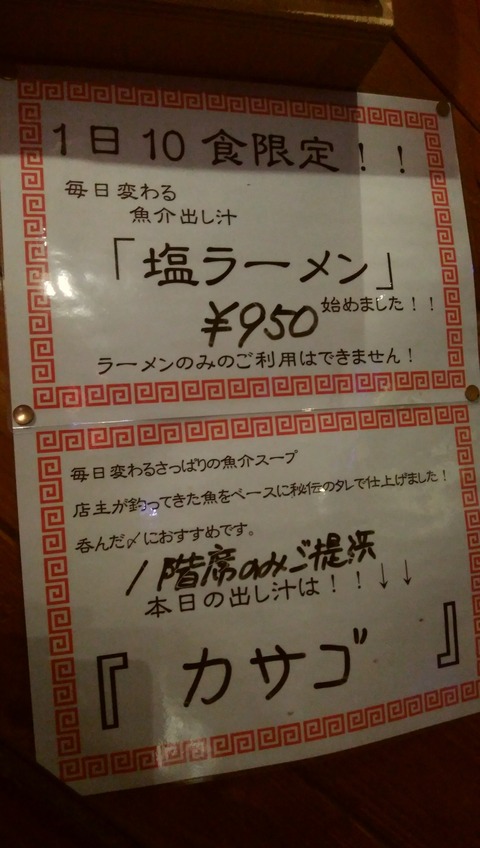 1日10食限定！！
毎日変わる
魚介出し汁
「塩ラーメン」
¥950 始めました！！
ラーメンのみのご利用はできません！
毎日変わるさっぱりの魚介スープ
店主が釣ってきた魚をベースに秘伝のタレで仕上げました！
呑んだ〆におすすめです。
1階席のみご提浜
本日の出し汁は！！↓↓
『カサゴ』